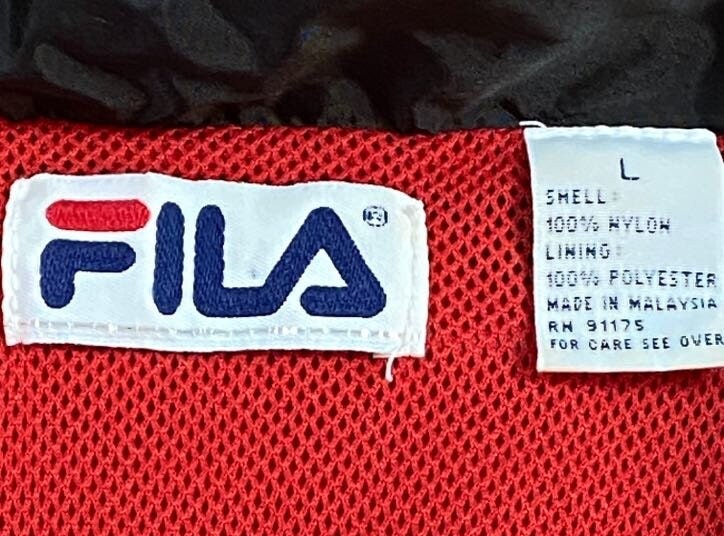 FILA ®
L
SHELL:
100% NYLON
LINING:
100% POLYESTER
MADE IN MALAYSIA
RN 91175
FOR CARE SEE OVER